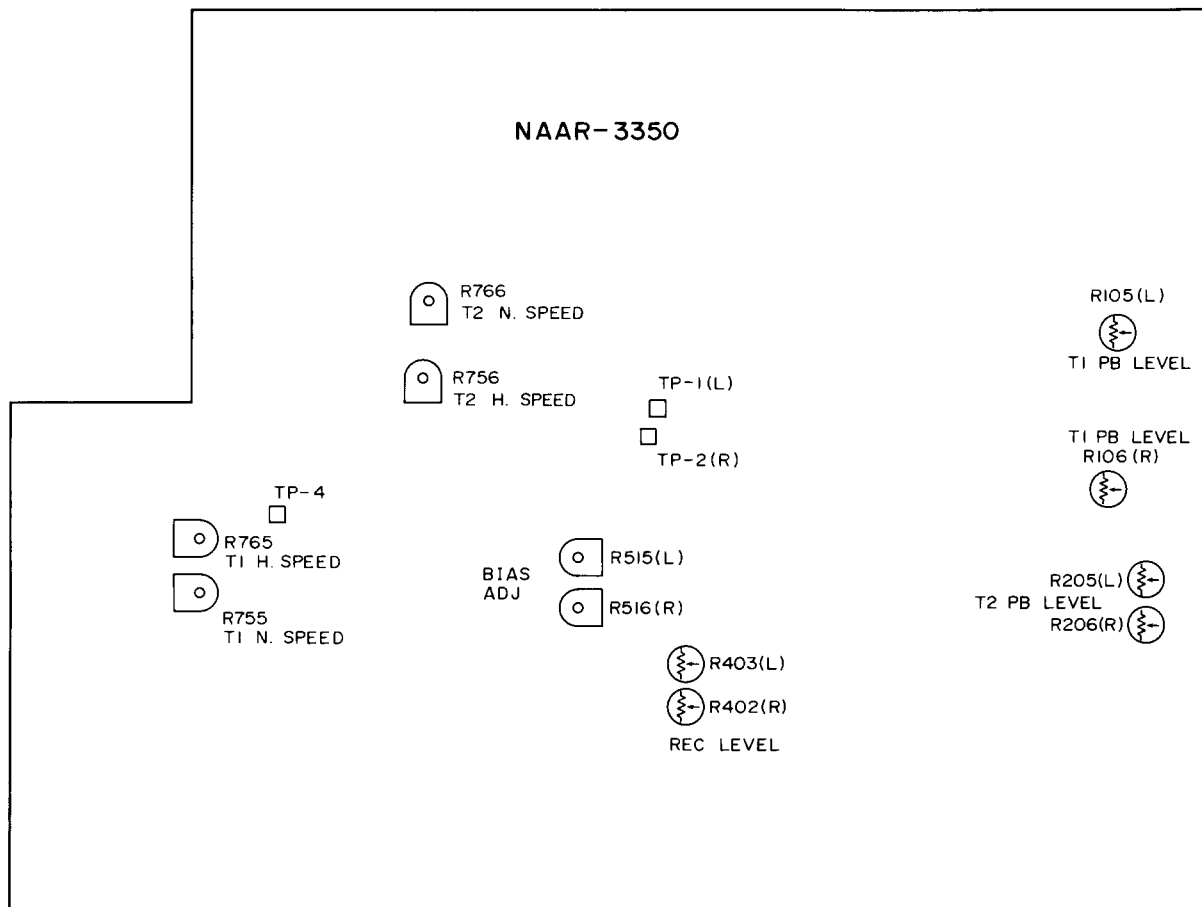 NAAR-3350
R766
T2 N. SPEED
R756
T2 H. SPEED
TP-1(L)
TP-2(R)
R105(L)
T1 PB LEVEL
T1 PB LEVEL
R106(R)
TP-4
R765
T1 H. SPEED
R755
T1 N. SPEED
BIAS
ADJ
R515(L)
R516(R)
R205(L)
T2 PB LEVEL
R206(R)
R403(L)
R402(R)
REC LEVEL